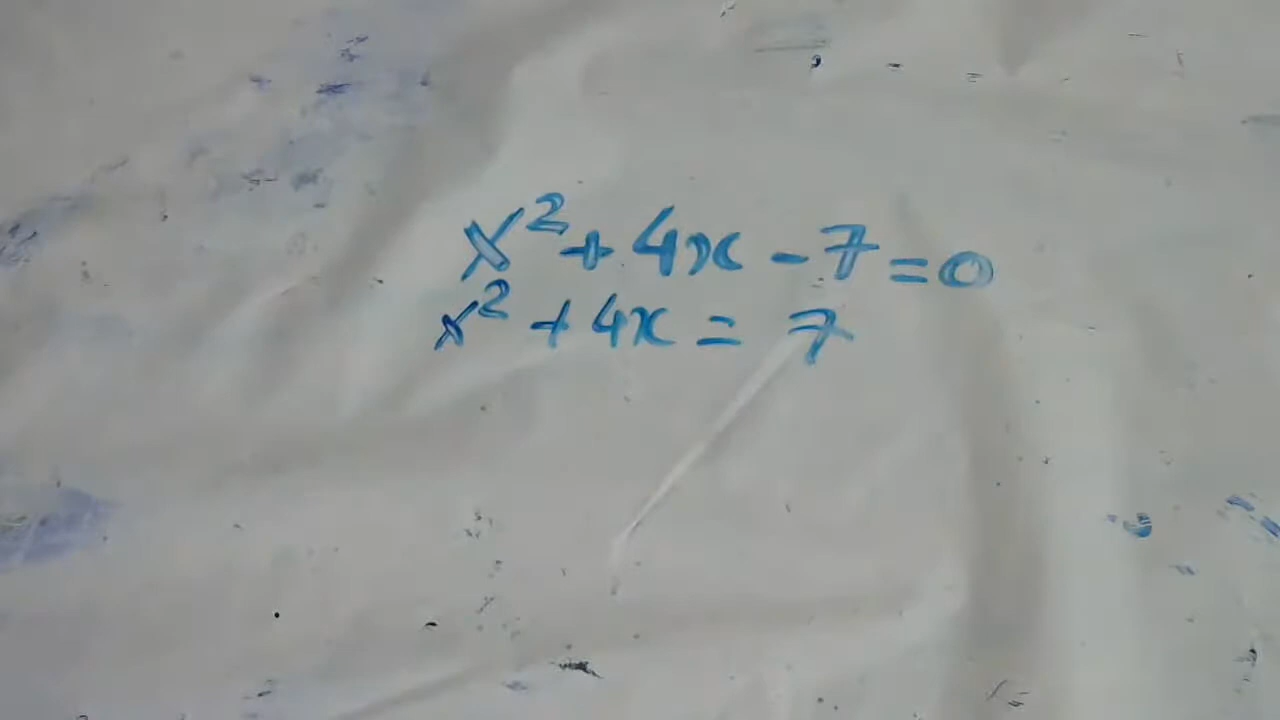 x² + 4x - 7 = 0
x² + 4x = 7